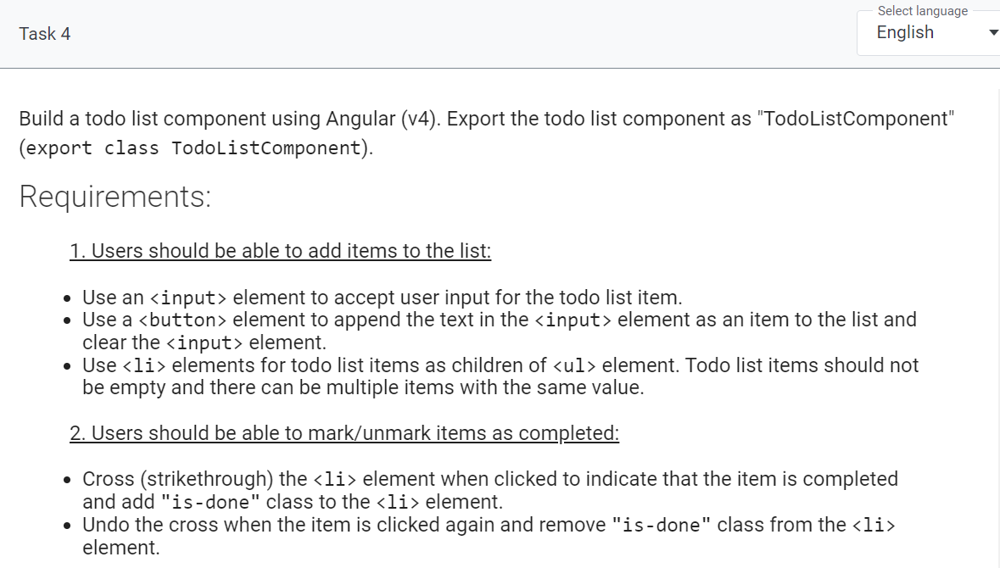 Select language
Task 4
English
Build a todo list component using Angular (v4). Export the todo list component as "TodoListComponent"
(export class TodoListComponent).
Requirements:
1. Users should be able to add items to the list:
• Use an <input> element to accept user input for the todo list item.
• Use a <button> element to append the text in the <input> element as an item to the list and
clear the <input> element.
• Use <li> elements for todo list items as children of <ul> element. Todo list items should not
be empty and there can be multiple items with the same value.
2. Users should be able to mark/unmark items as completed:
• Cross (strikethrough) the <li> element when clicked to indicate that the item is completed
and add "is-done" class to the <li> element.
• Undo the cross when the item is clicked again and remove "is-done" class from the <li>
element.